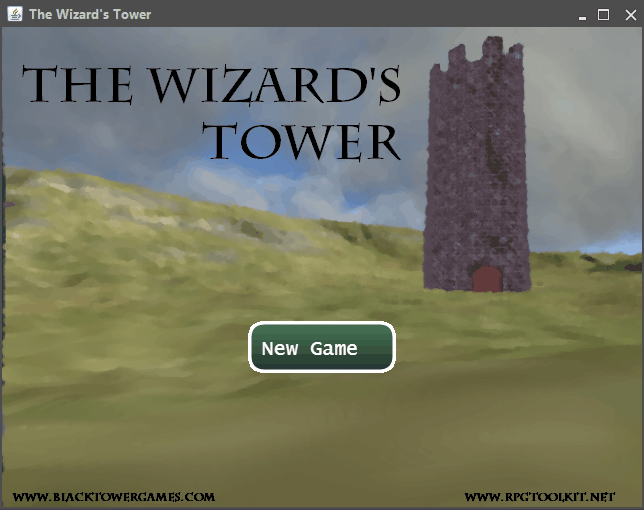 The Wizard's Tower
THE WIZARD'S
TOWER
New Game
WWW.BLACKTOWERGAMES.COM
WWW.RPGTOOLKIT.NET